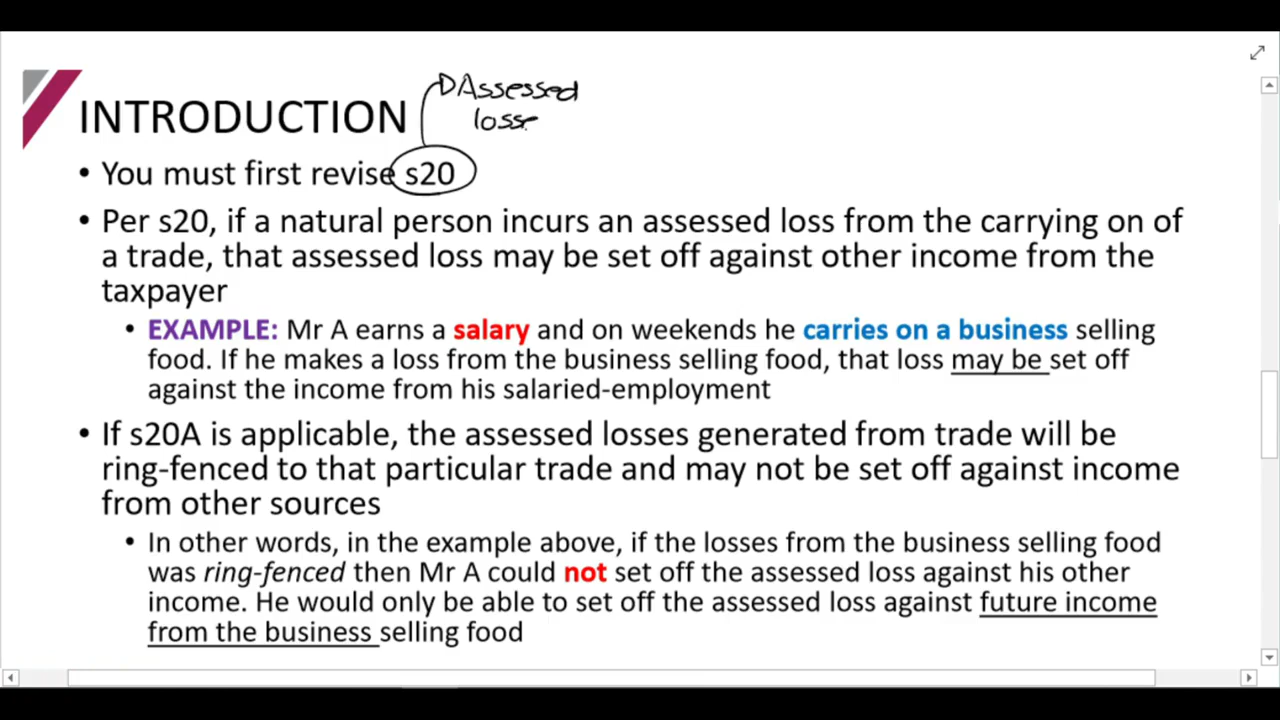 Assessed
losse
INTRODUCTION
• You must first revise s20
• Per s20, if a natural person incurs an assessed loss from the carrying on of
a trade, that assessed loss may be set off against other income from the
taxpayer
• EXAMPLE: Mr A earns a salary and on weekends he carries on a business selling
food. If he makes a loss from the business selling food, that loss may be set off
against the income from his salaried-employment
• If s20A is applicable, the assessed losses generated from trade will be
ring-fenced to that particular trade and may not be set off against income
from other sources
• In other words, in the example above, if the losses from the business selling food
was ring-fenced then Mr A could not set off the assessed loss against his other
income. He would only be able to set off the assessed loss against future income
from the business selling food